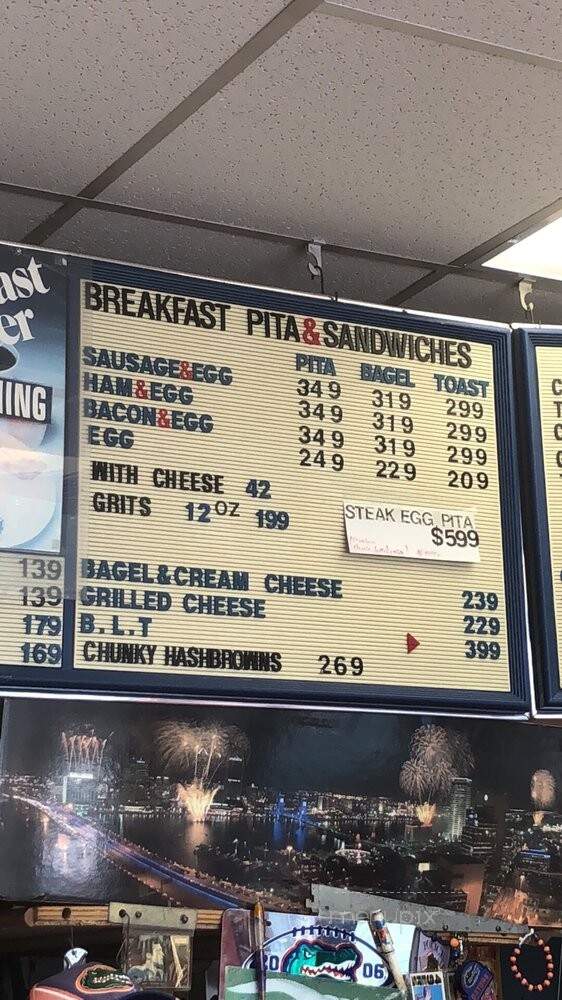 ast
er
NING
BREAKFAST PITA&SANDWICHES
PITA BAGEL TOAST
SAUSAGE&EGG 349 319 299
HAM&EGG 349 319 299
BACON&EGG 349 319 299
EGG 249 229 209
WITH CHEESE 42
GRITS 12OZ 199
STEAK EGG PITA
$599
139 BAGEL&CREAM CHEESE 239
139 GRILLED CHEESE 229
179 B.L.T 399
169 CHUNKY HASHBROWNS 269
menupix
06